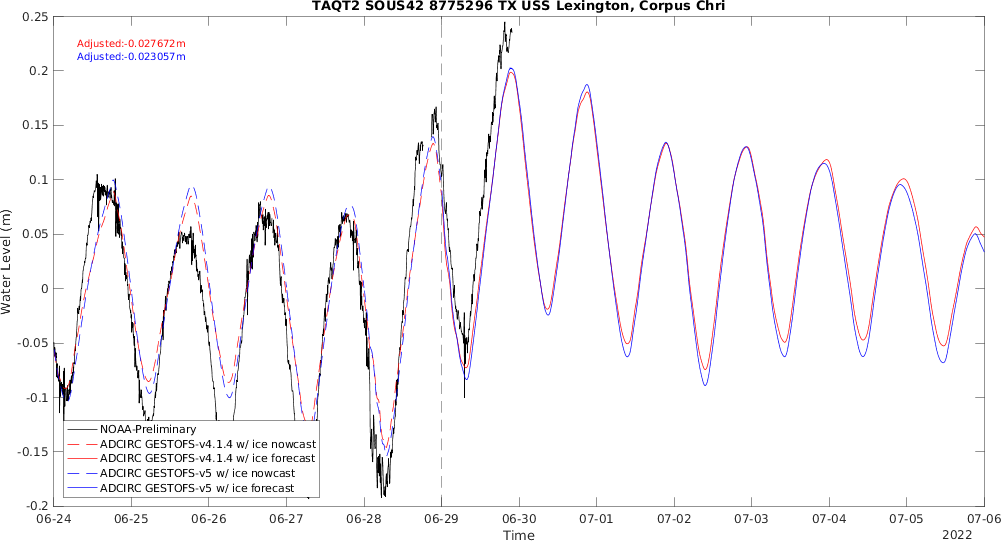 TAQT2 SOUS42 8775296 TX USS Lexington, Corpus Chri
Adjusted:-0.027672m
Adjusted:-0.023057m
0.25
0.2
0.15
0.1
0.05
0
-0.05
-0.1
-0.15
-0.2
Water Level (m)
NOAA-Preliminary
ADCIRC GESTOFS-v4.1.4 w/ ice nowcast
ADCIRC GESTOFS-v4.1.4 w/ ice forecast
ADCIRC GESTOFS-v5 w/ ice nowcast
ADCIRC GESTOFS-v5 w/ ice forecast
06-24 06-25 06-26 06-27 06-28 06-29 06-30 07-01 07-02 07-03 07-04 07-05 07-06
Time
2022